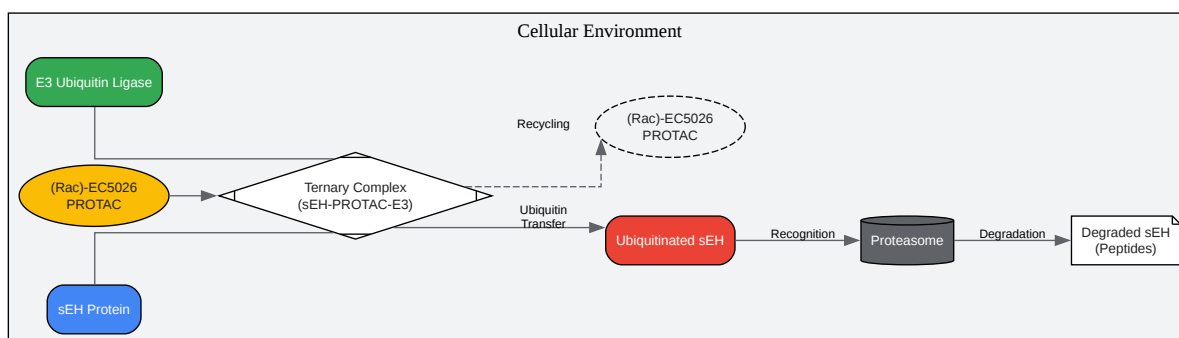 Cellular Environment
E3 Ubiquitin Ligase
(Rac)-EC5026
PROTAC
sEH Protein
Ternary Complex
(sEH-PROTAC-E3)
Recycling
(Rac)-EC5026
PROTAC
Ubiquitin
Transfer
Ubiquitinated sEH
Recognition
Proteasome
Degradation
Degraded sEH
(Peptides)